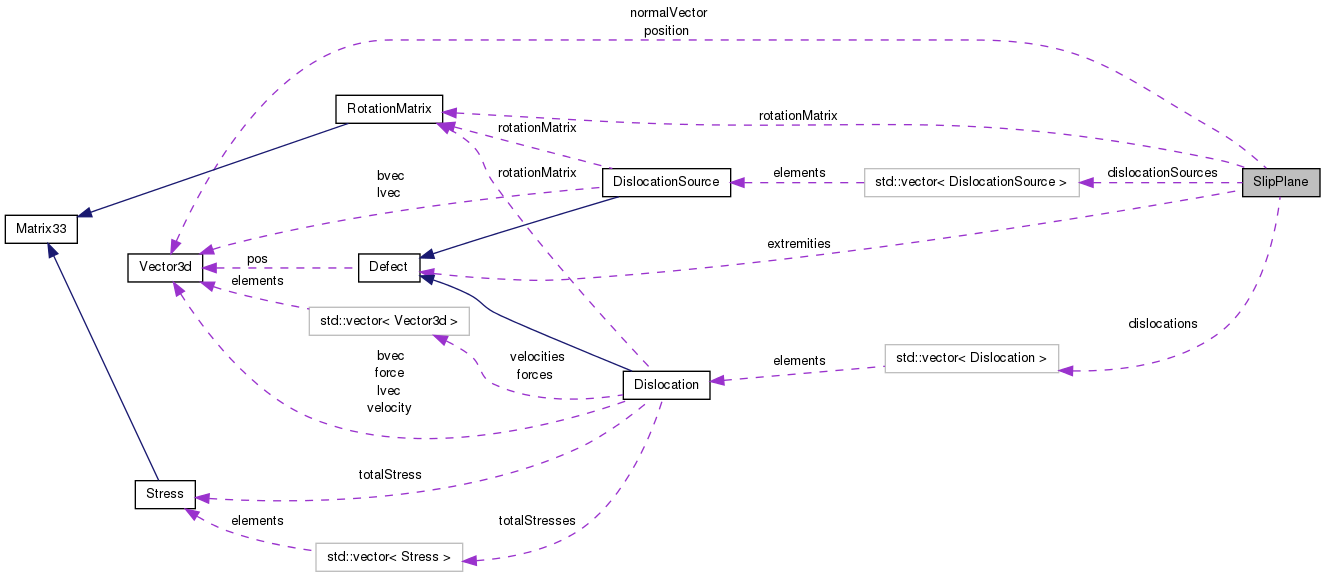 normalVector
position
RotationMatrix
rotationMatrix
rotationMatrix
bvec
lvec
rotationMatrix
DislocationSource
elements
std::vector< DislocationSource >
dislocationSources
SlipPlane
Matrix33
Vector3d
pos
Defect
extremities
elements
std::vector< Vector3d >
dislocations
bvec
force
lvec
velocity
velocities
forces
Dislocation
elements
std::vector< Dislocation >
totalStress
Stress
elements
totalStresses
std::vector< Stress >